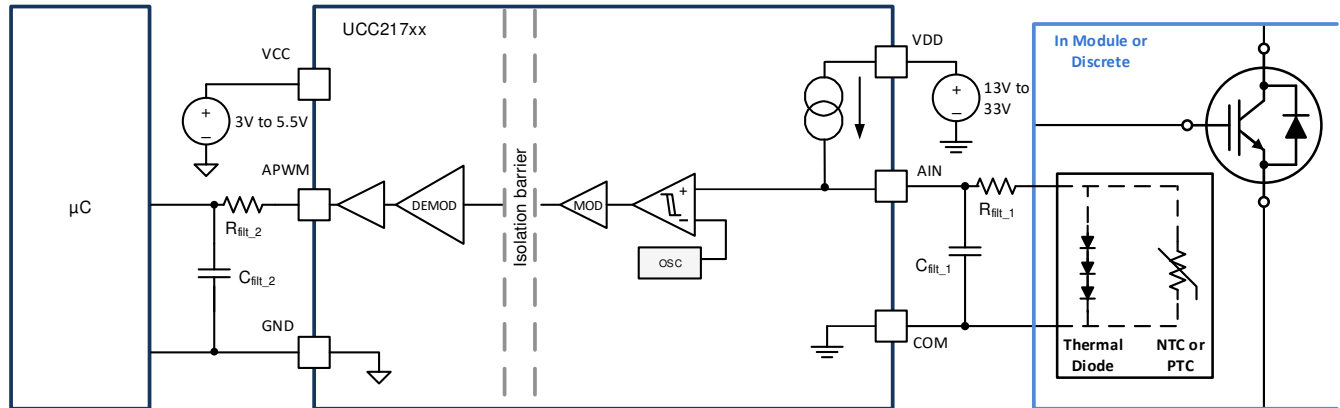 UCC217xx
VCC
VDD
In Module or
Discrete
+
−
3V to 5.5V
+
−
13V to
33V
APWM
AIN
µC
DEMOD
Isolation barrier
MOD
+
−
Rfilt_2
Rfilt_1
OSC
Cfilt_2
Cfilt_1
GND
COM
Thermal
Diode
NTC or
PTC